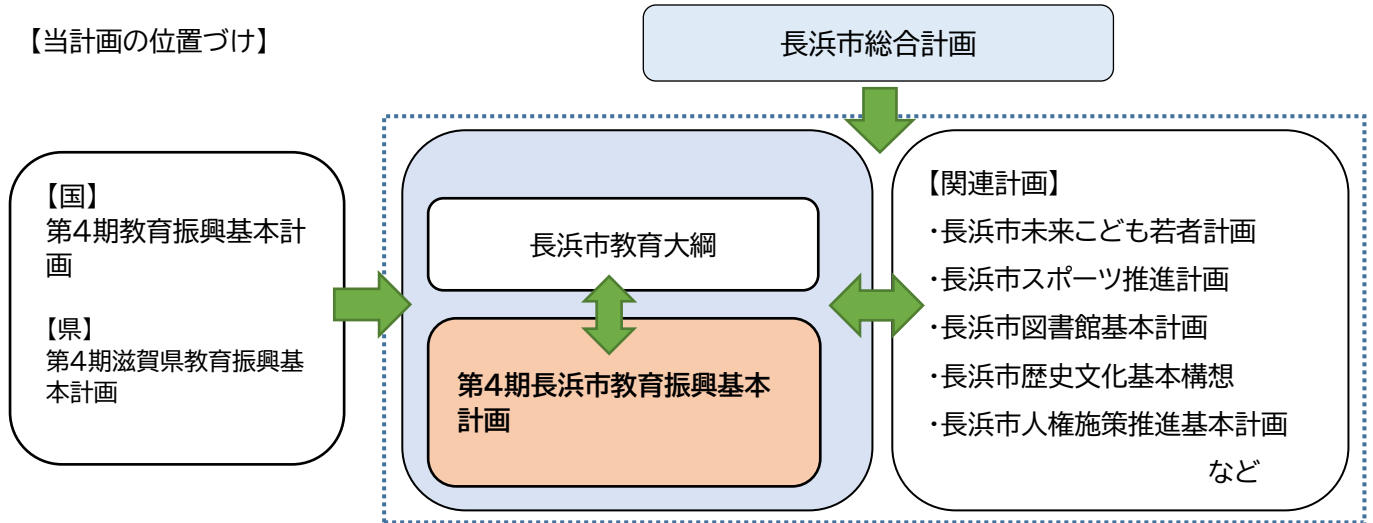 【当計画の位置づけ】
長浜市総合計画
【国】
第4期教育振興基本計
画
【県】
第4期滋賀県教育振興基
本計画
長浜市教育大綱
第4期長浜市教育振興基本
計画
【関連計画】
・長浜市未来こども若者計画
・長浜市スポーツ推進計画
・長浜市図書館基本計画
・長浜市歴史文化基本構想
・長浜市人権施策推進基本計画
など